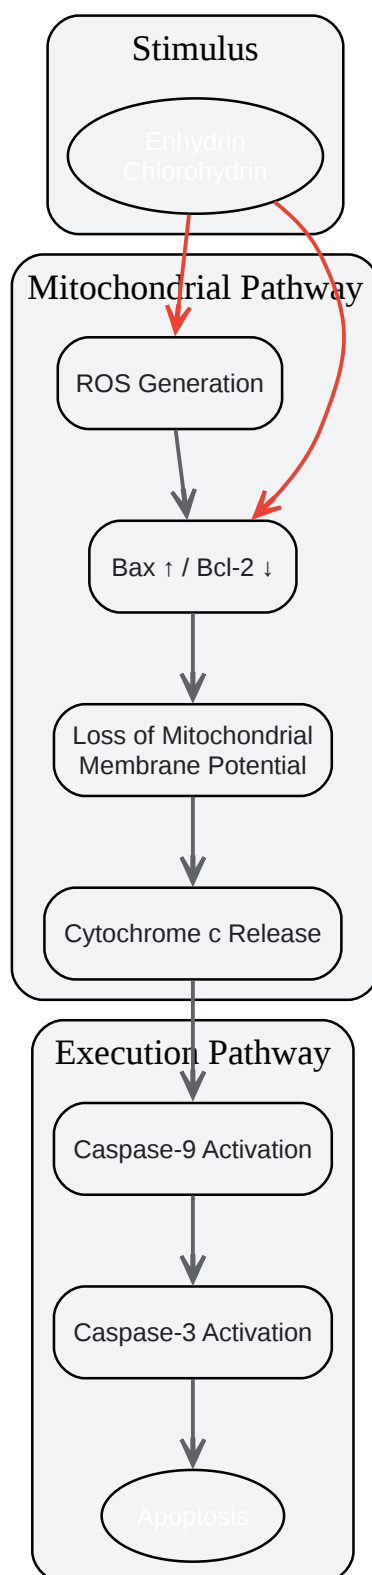 Stimulus
Enhydrin
Chlorohydrin
Mitochondrial Pathway
ROS Generation
Bax ↑ / Bcl-2 ↓
Loss of Mitochondrial
Membrane Potential
Cytochrome c Release
Execution Pathway
Caspase-9 Activation
Caspase-3 Activation
Apoptosis